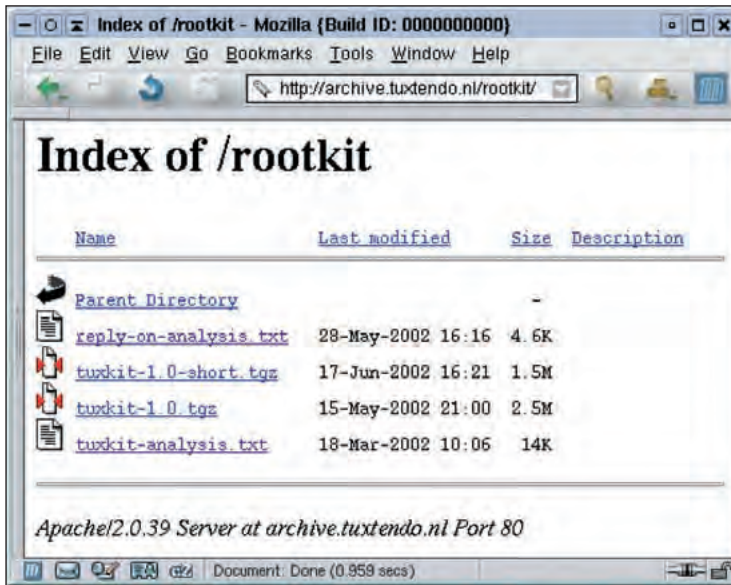 Index of /rootkit - Mozilla {Build ID: 0000000000}
File Edit View Go Bookmarks Tools Window Help
http://archive.tuxtendo.nl/rootkit/
Index of /rootkit
Name Last modified Size Description
Parent Directory -
reply-on-analysis.txt 28-May-2002 16:16 4.6K
tuxkit-1.0-short.tgz 17-Jun-2002 16:21 1.5M
tuxkit-1.0.tgz 15-May-2002 21:00 2.5M
tuxkit-analysis.txt 18-Mar-2002 10:06 14K
Apache/2.0.39 Server at archive.tuxtendo.nl Port 80
Document: Done (0.959 secs)